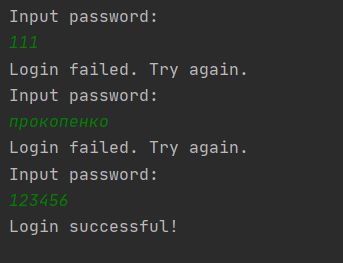 Input password:
111
Login failed. Try again.
Input password:
прокопенко
Login failed. Try again.
Input password:
123456
Login successful!